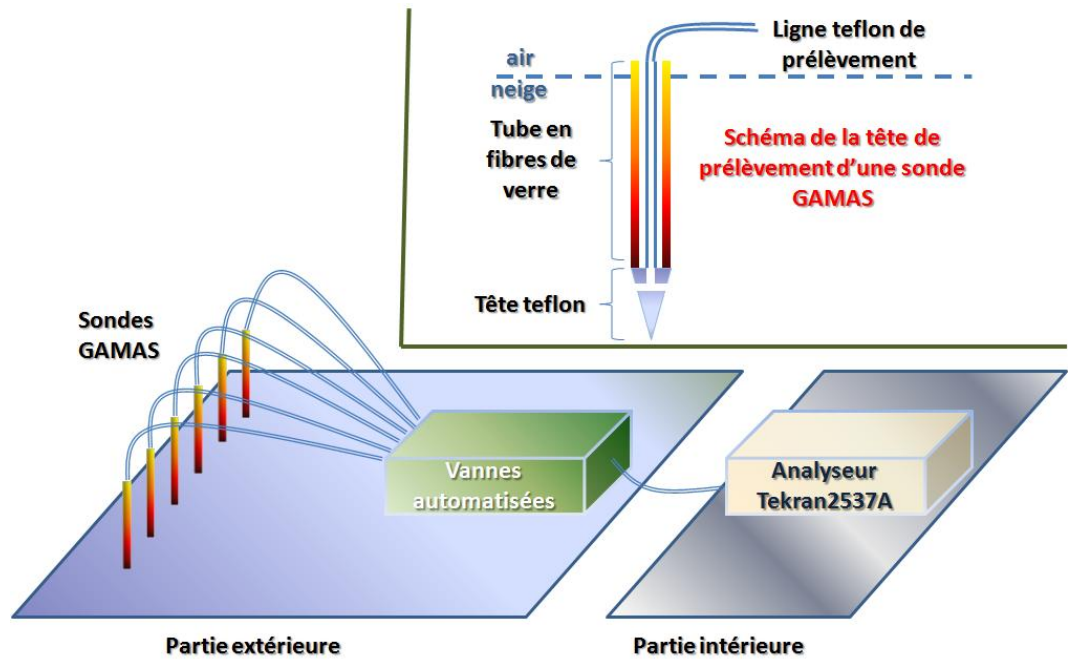 Ligne teflon de
prélèvement
air
neige
Tube en
fibres de
verre
Schéma de la tête de
prélèvement d'une sonde
GAMAS
Tête teflon
Sondes
GAMAS
Vannes
automatisées
Analyseur
Tekran2537A
Partie extérieure
Partie intérieure